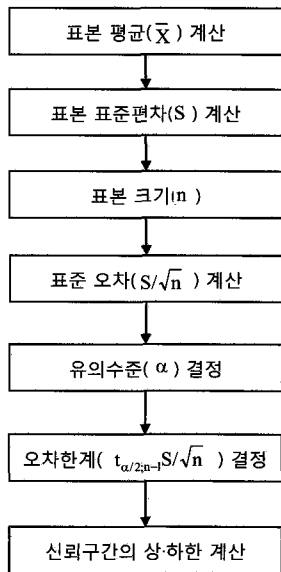 표본 평균(X̅) 계산
표본 표준편차(S) 계산
표본 크기(n)
표준 오차(S/√n) 계산
유의수준(α) 결정
오차한계( t_{α/2;n-1}S/√n ) 결정
신뢰구간의 상·하한 계산